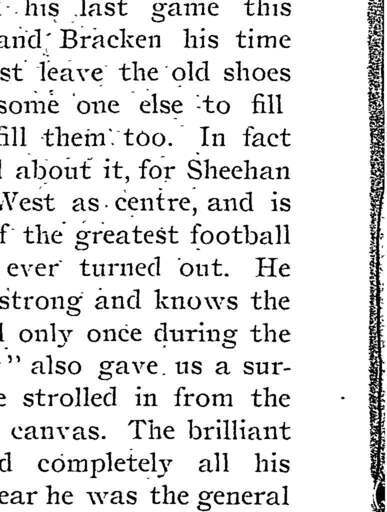 his last game this
and Bracken his time
st leave the old shoes
some one else to fill
fill them too. In fact
about it, for Sheehan
West as centre, and is
f the greatest football
ever turned out. He
strong and knows the
only once during the
" also gave us a sur-
e strolled in from the
canvas. The brilliant
d completely all his
ear he was the general